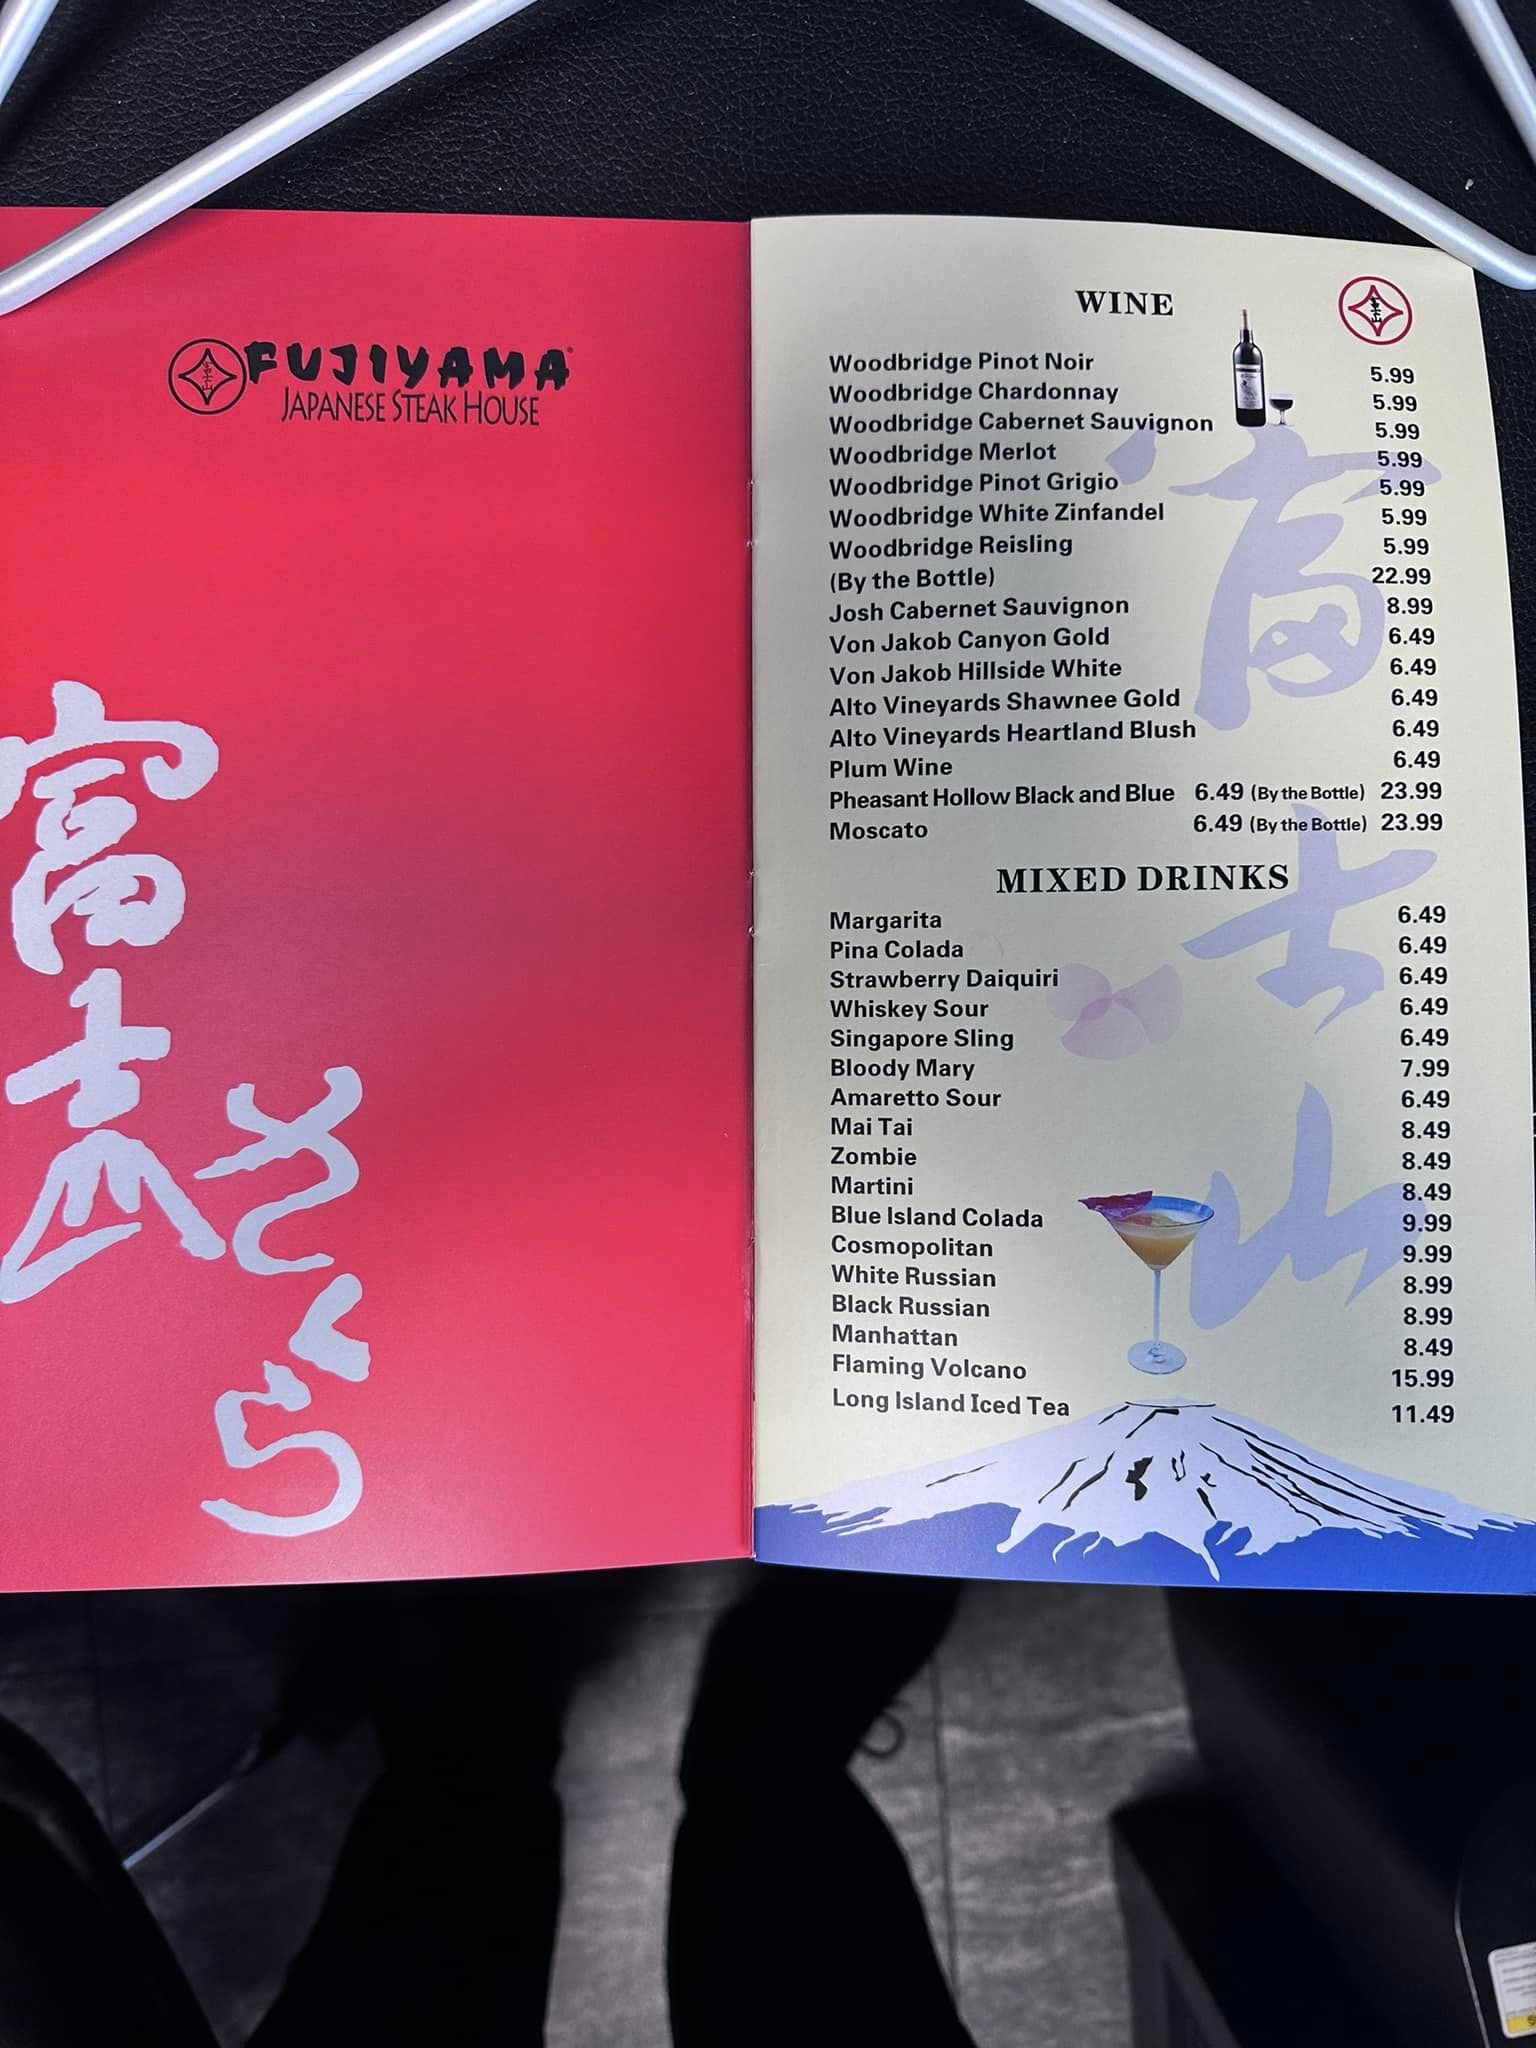 FUJIYAMA
JAPANESE STEAK HOUSE
富士山
さくら
WINE
Woodbridge Pinot Noir 5.99
Woodbridge Chardonnay 5.99
Woodbridge Cabernet Sauvignon 5.99
Woodbridge Merlot 5.99
Woodbridge Pinot Grigio 5.99
Woodbridge White Zinfandel 5.99
Woodbridge Reisling 5.99
(By the Bottle) 22.99
Josh Cabernet Sauvignon 8.99
Von Jakob Canyon Gold 6.49
Von Jakob Hillside White 6.49
Alto Vineyards Shawnee Gold 6.49
Alto Vineyards Heartland Blush 6.49
Plum Wine 6.49
Pheasant Hollow Black and Blue 6.49 (By the Bottle) 23.99
Moscato 6.49 (By the Bottle) 23.99
MIXED DRINKS
Margarita 6.49
Pina Colada 6.49
Strawberry Daiquiri 6.49
Whiskey Sour 6.49
Singapore Sling 6.49
Bloody Mary 7.99
Amaretto Sour 6.49
Mai Tai 8.49
Zombie 8.49
Martini 8.49
Blue Island Colada 9.99
Cosmopolitan 9.99
White Russian 8.99
Black Russian 8.99
Manhattan 8.49
Flaming Volcano 15.99
Long Island Iced Tea 11.49
富士山